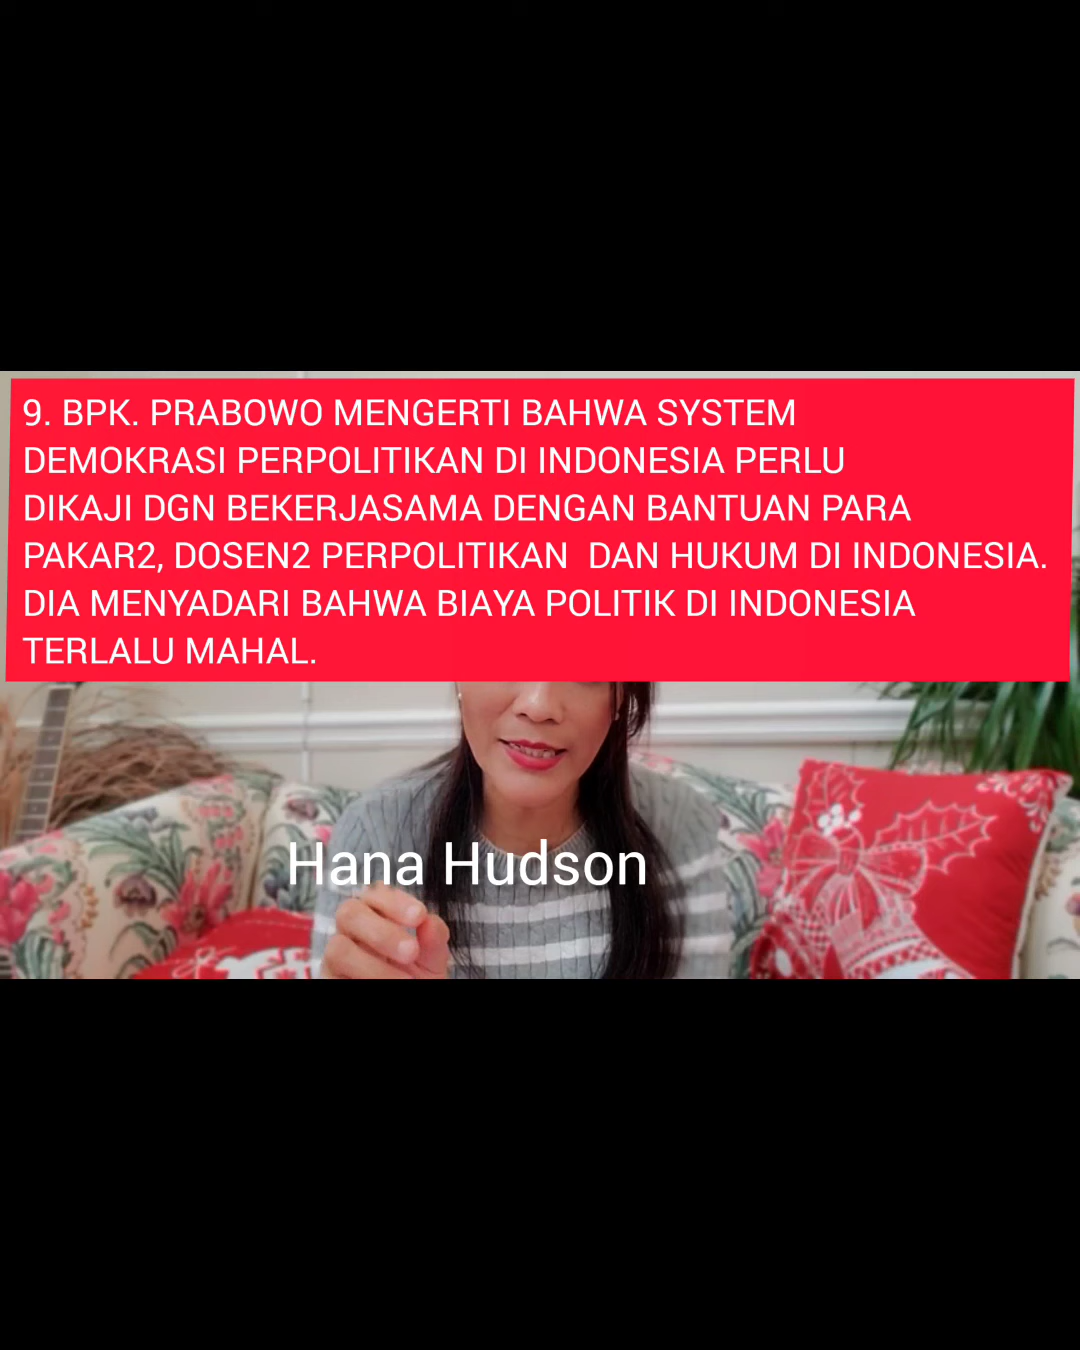 9. BPK. PRABOWO MENGERTI BAHWA SYSTEM
DEMOKRASI PERPOLITIKAN DI INDONESIA PERLU
DIKAJI DGN BEKERJASAMA DENGAN BANTUAN PARA
PAKAR2, DOSEN2 PERPOLITIKAN  DAN HUKUM DI INDONESIA.
DIA MENYADARI BAHWA BIAYA POLITIK DI INDONESIA
TERLALU MAHAL.
Hana Hudson